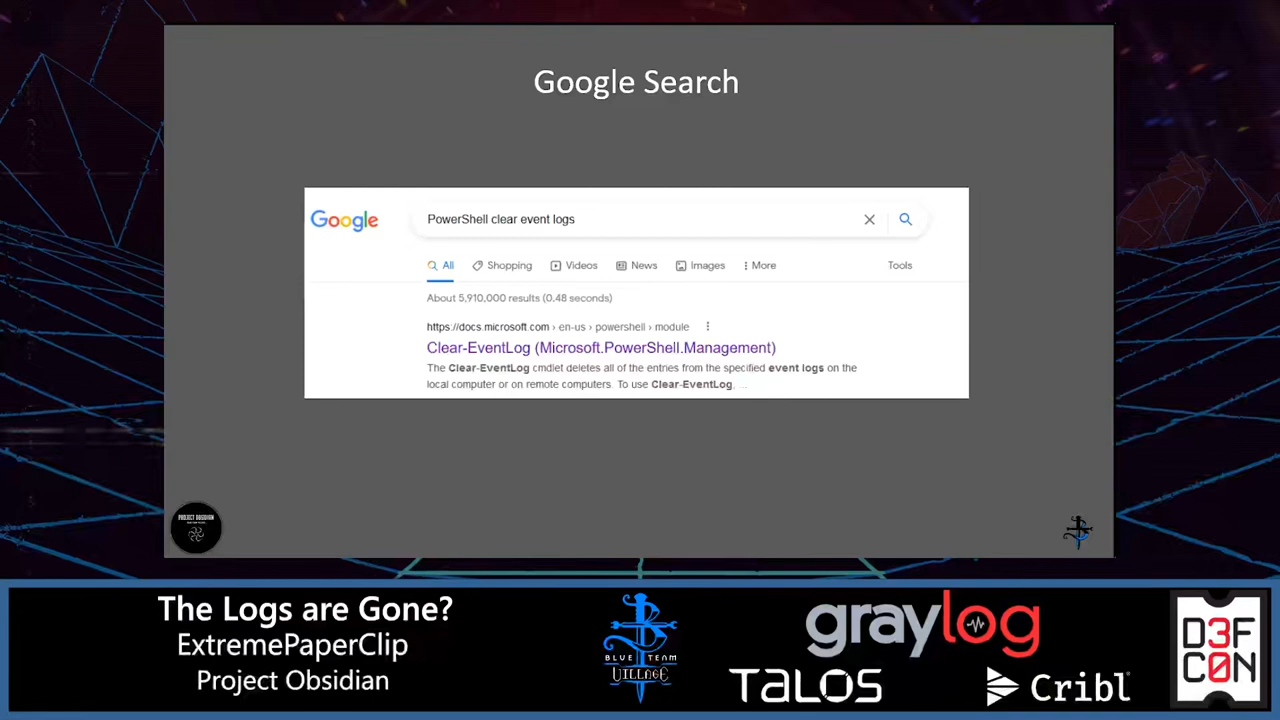 Google Search
Google
PowerShell clear event logs
All
Shopping
Videos
News
Images
More
Tools
About 5,910,000 results (0.48 seconds)
https://docs.microsoft.com › en-us › powershell › module
Clear-EventLog (Microsoft.PowerShell.Management)
The Clear-EventLog cmdlet deletes all of the entries from the specified event logs on the
local computer or on remote computers. To use Clear-EventLog, ...
PROJECT OBSIDIAN
The Logs are Gone?
ExtremePaperClip
Project Obsidian
BLUE TEAM
VILLAGE
graylog
TALOS
Cribl
D3F
C0N